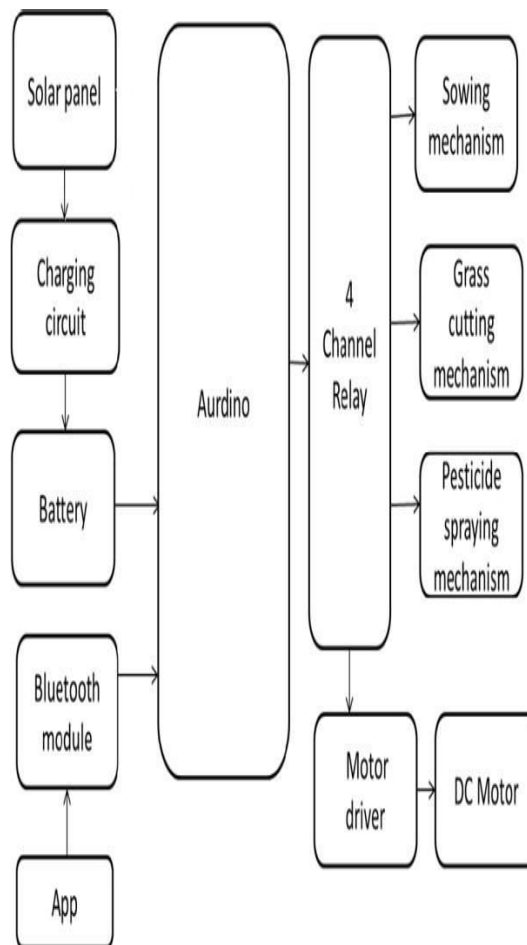 Solar panel
Charging
circuit
Battery
Bluetooth
module
App
Aurdino
4
Channel
Relay
Sowing
mechanism
Grass
cutting
mechanism
Pesticide
spraying
mechanism
Motor
driver
DC Motor